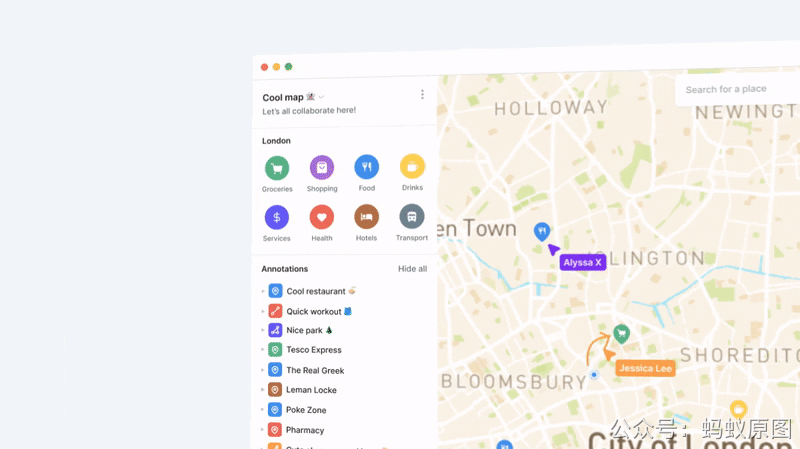 Cool map
Let's all collaborate here!
London
Groceries
Shopping
Food
Drinks
Services
Health
Hotels
Transport
Annotations
Hide all
Cool restaurant
Quick workout
Nice park
Tesco Express
The Real Greek
Leman Locke
Poke Zone
Pharmacy
Search for a place
HOLLOWAY
NEWINGT
en Town
Alyssa X
ISLINGTON
SHOREDITC
Jessica Lee
BLOOMSBURY
City of London
公众号：蚂蚁原图